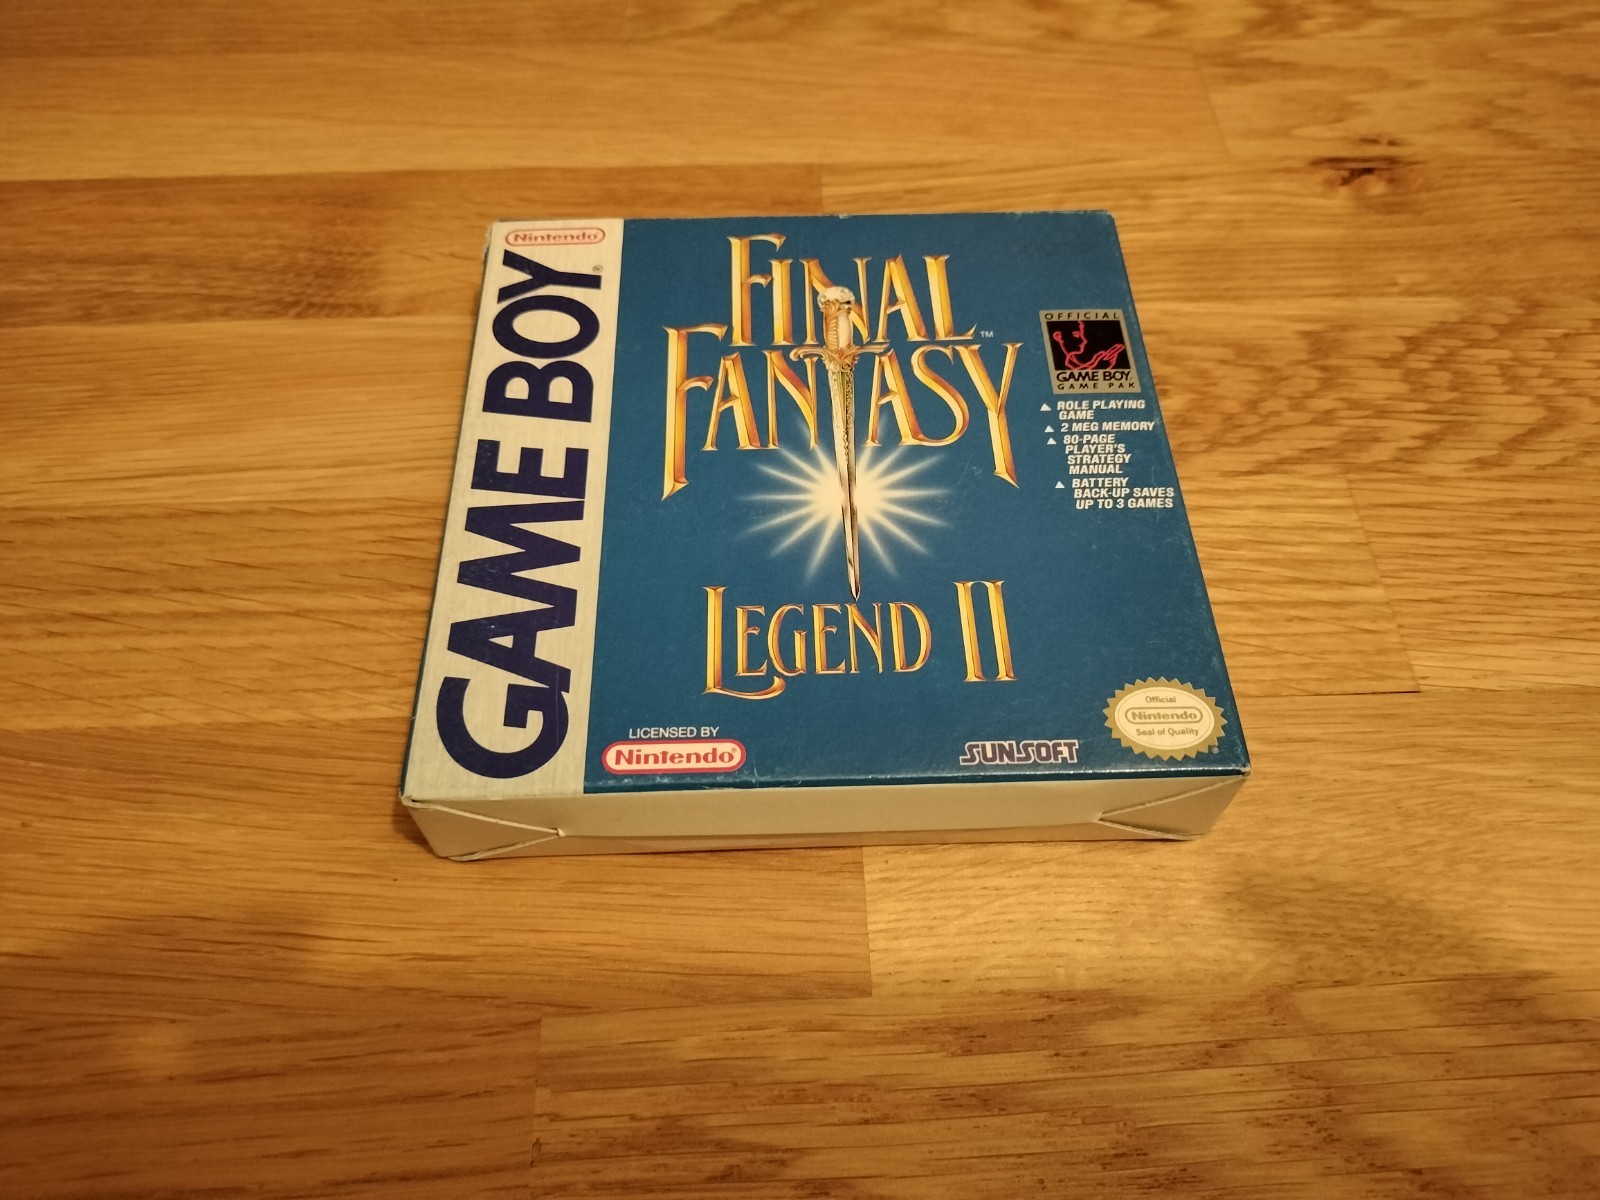 Nintendo®
GAME BOY®
FINAL
FANTASY™
LEGEND II
OFFICIAL
GAME BOY
GAME PAK
ROLE PLAYING
GAME
2 MEG MEMORY
80-PAGE
PLAYER'S
STRATEGY
MANUAL
BATTERY
BACK-UP SAVES
UP TO 3 GAMES
LICENSED BY
Nintendo®
SUNSOFT
Official
Nintendo
Seal of Quality